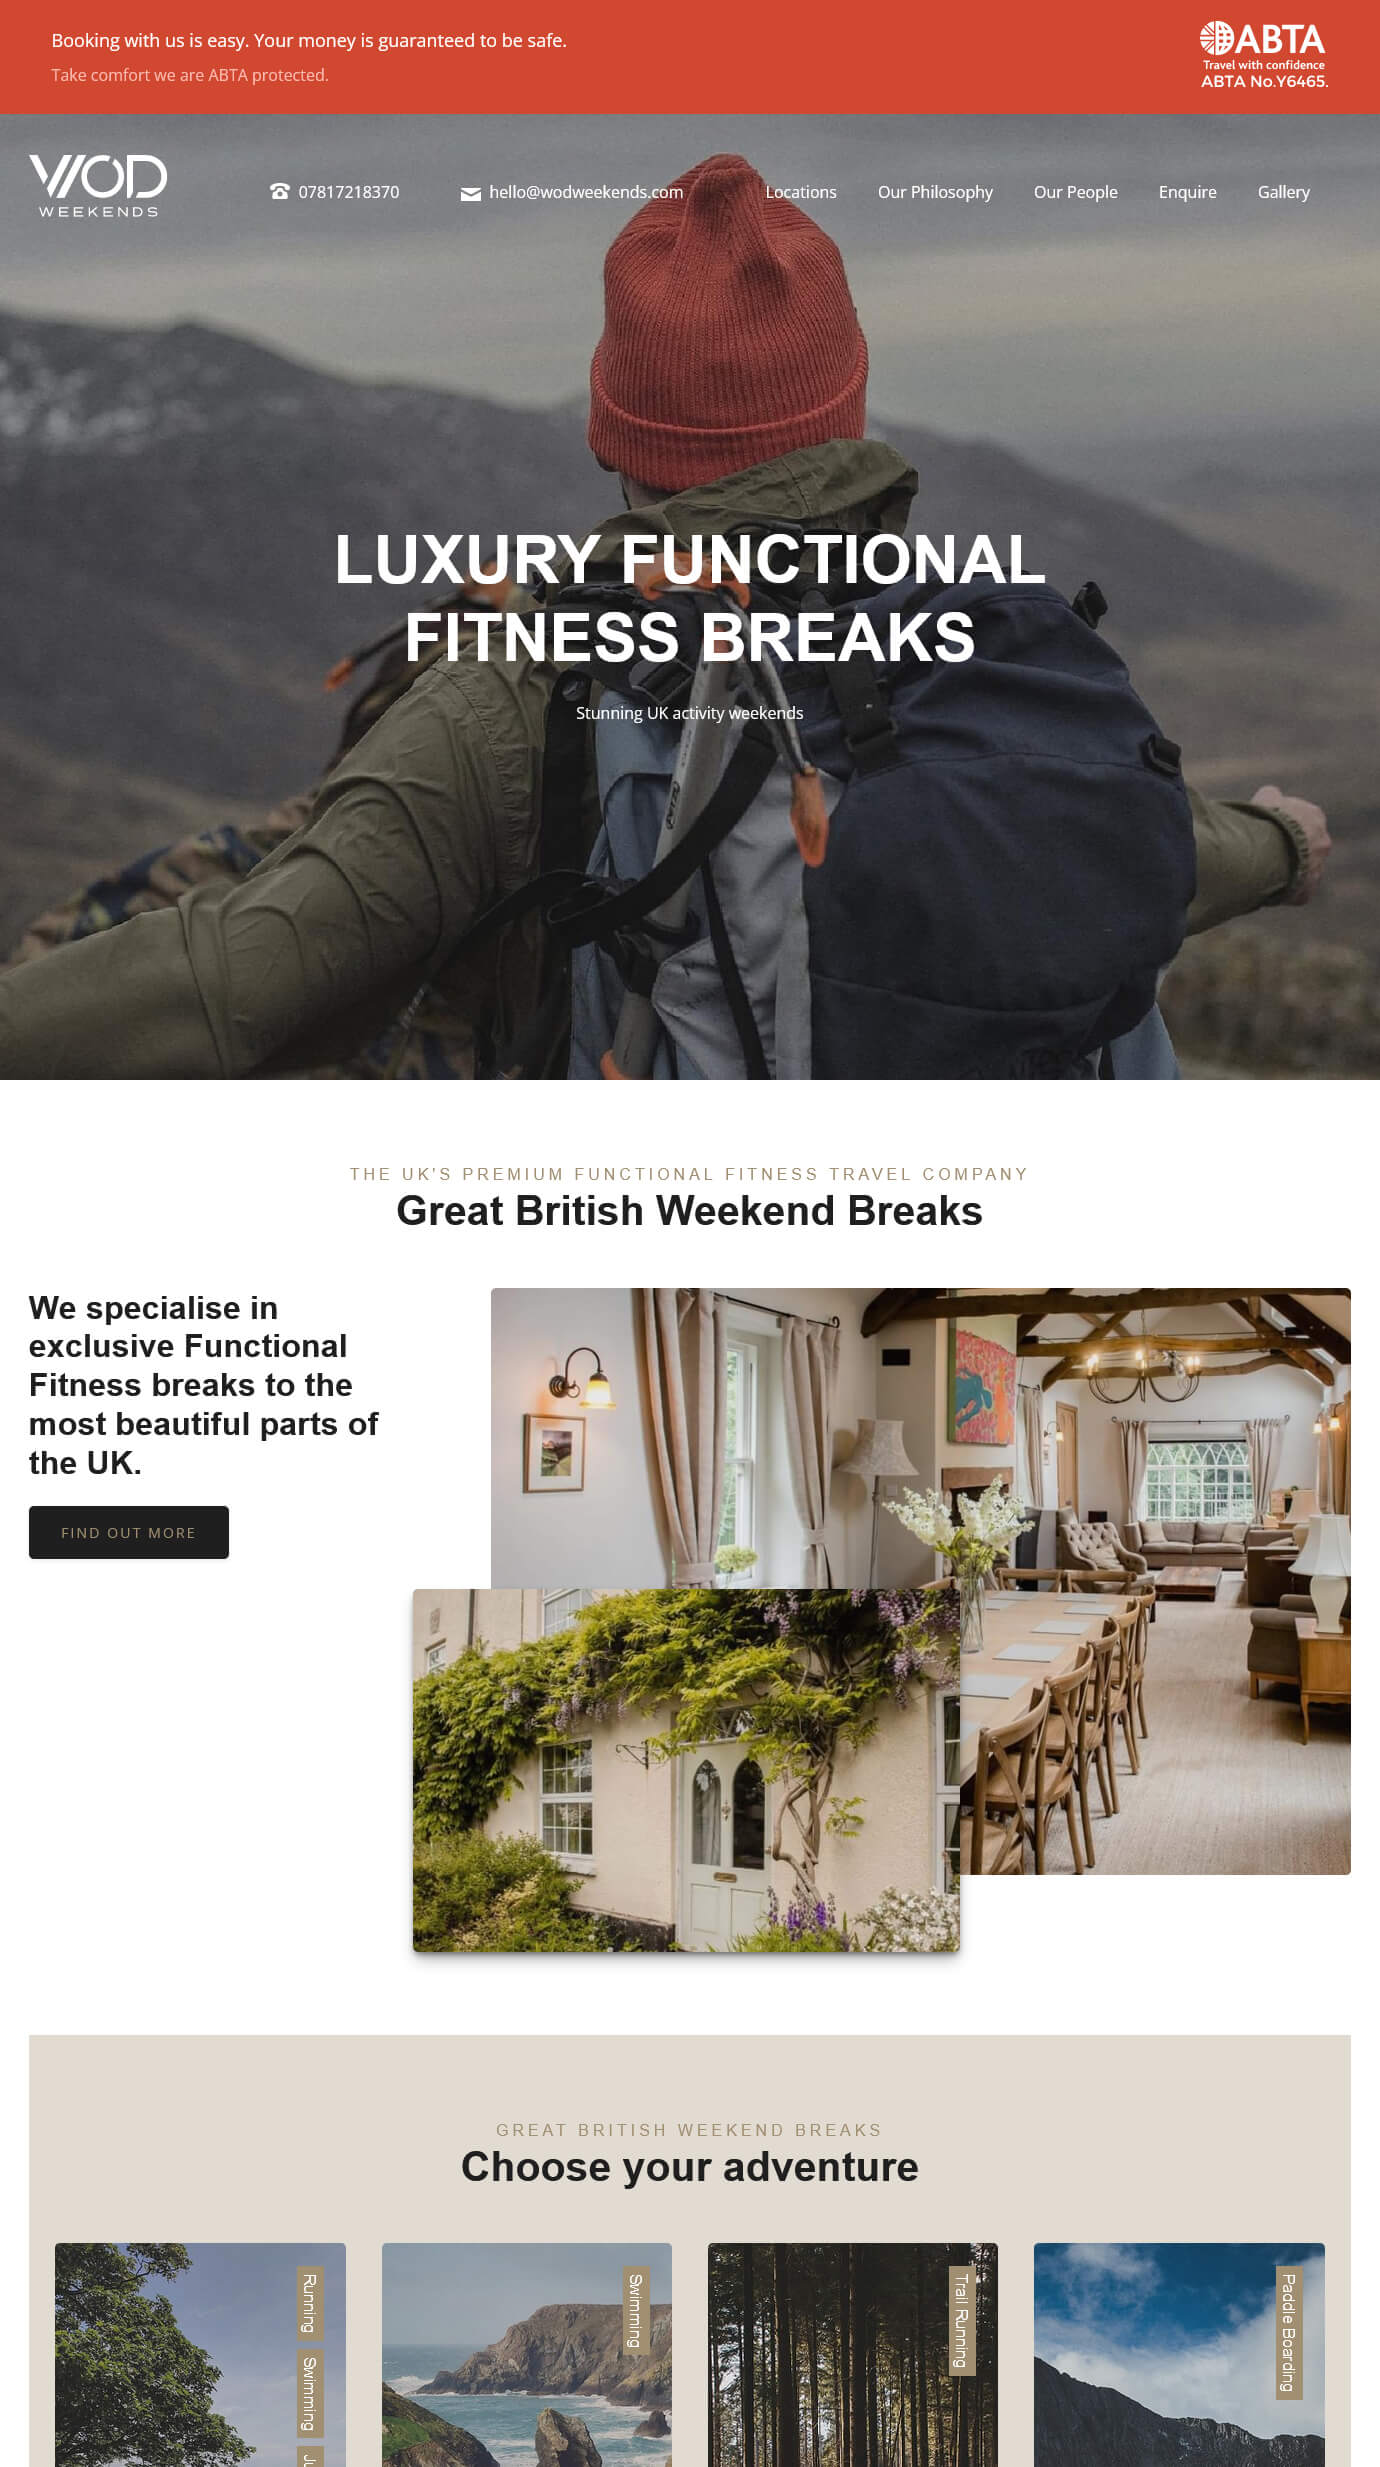 Booking with us is easy. Your money is guaranteed to be safe.
Take comfort we are ABTA protected.
ABTA
Travel with confidence
ABTA No.Y6465.
WOD
WEEKENDS
07817218370
hello@wodweekends.com
Locations
Our Philosophy
Our People
Enquire
Gallery
LUXURY FUNCTIONAL
FITNESS BREAKS
Stunning UK activity weekends
THE UK'S PREMIUM FUNCTIONAL FITNESS TRAVEL COMPANY
Great British Weekend Breaks
We specialise in
exclusive Functional
Fitness breaks to the
most beautiful parts of
the UK.
FIND OUT MORE
GREAT BRITISH WEEKEND BREAKS
Choose your adventure
Running
Swimming
Swimming
Trail Running
Paddle Boarding